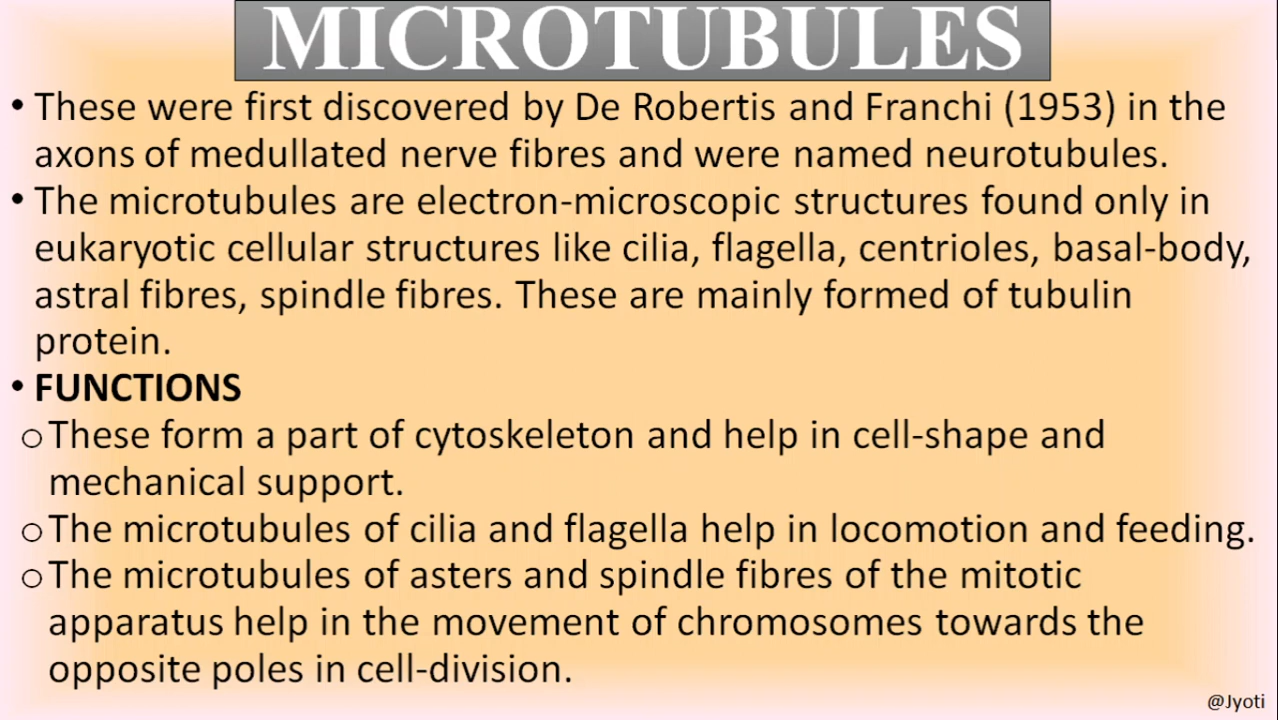 MICROTUBULES
• These were first discovered by De Robertis and Franchi (1953) in the
axons of medullated nerve fibres and were named neurotubules.
• The microtubules are electron-microscopic structures found only in
eukaryotic cellular structures like cilia, flagella, centrioles, basal-body,
astral fibres, spindle fibres. These are mainly formed of tubulin
protein.
• FUNCTIONS
o These form a part of cytoskeleton and help in cell-shape and
mechanical support.
o The microtubules of cilia and flagella help in locomotion and feeding.
o The microtubules of asters and spindle fibres of the mitotic
apparatus help in the movement of chromosomes towards the
opposite poles in cell-division.
@Jyoti